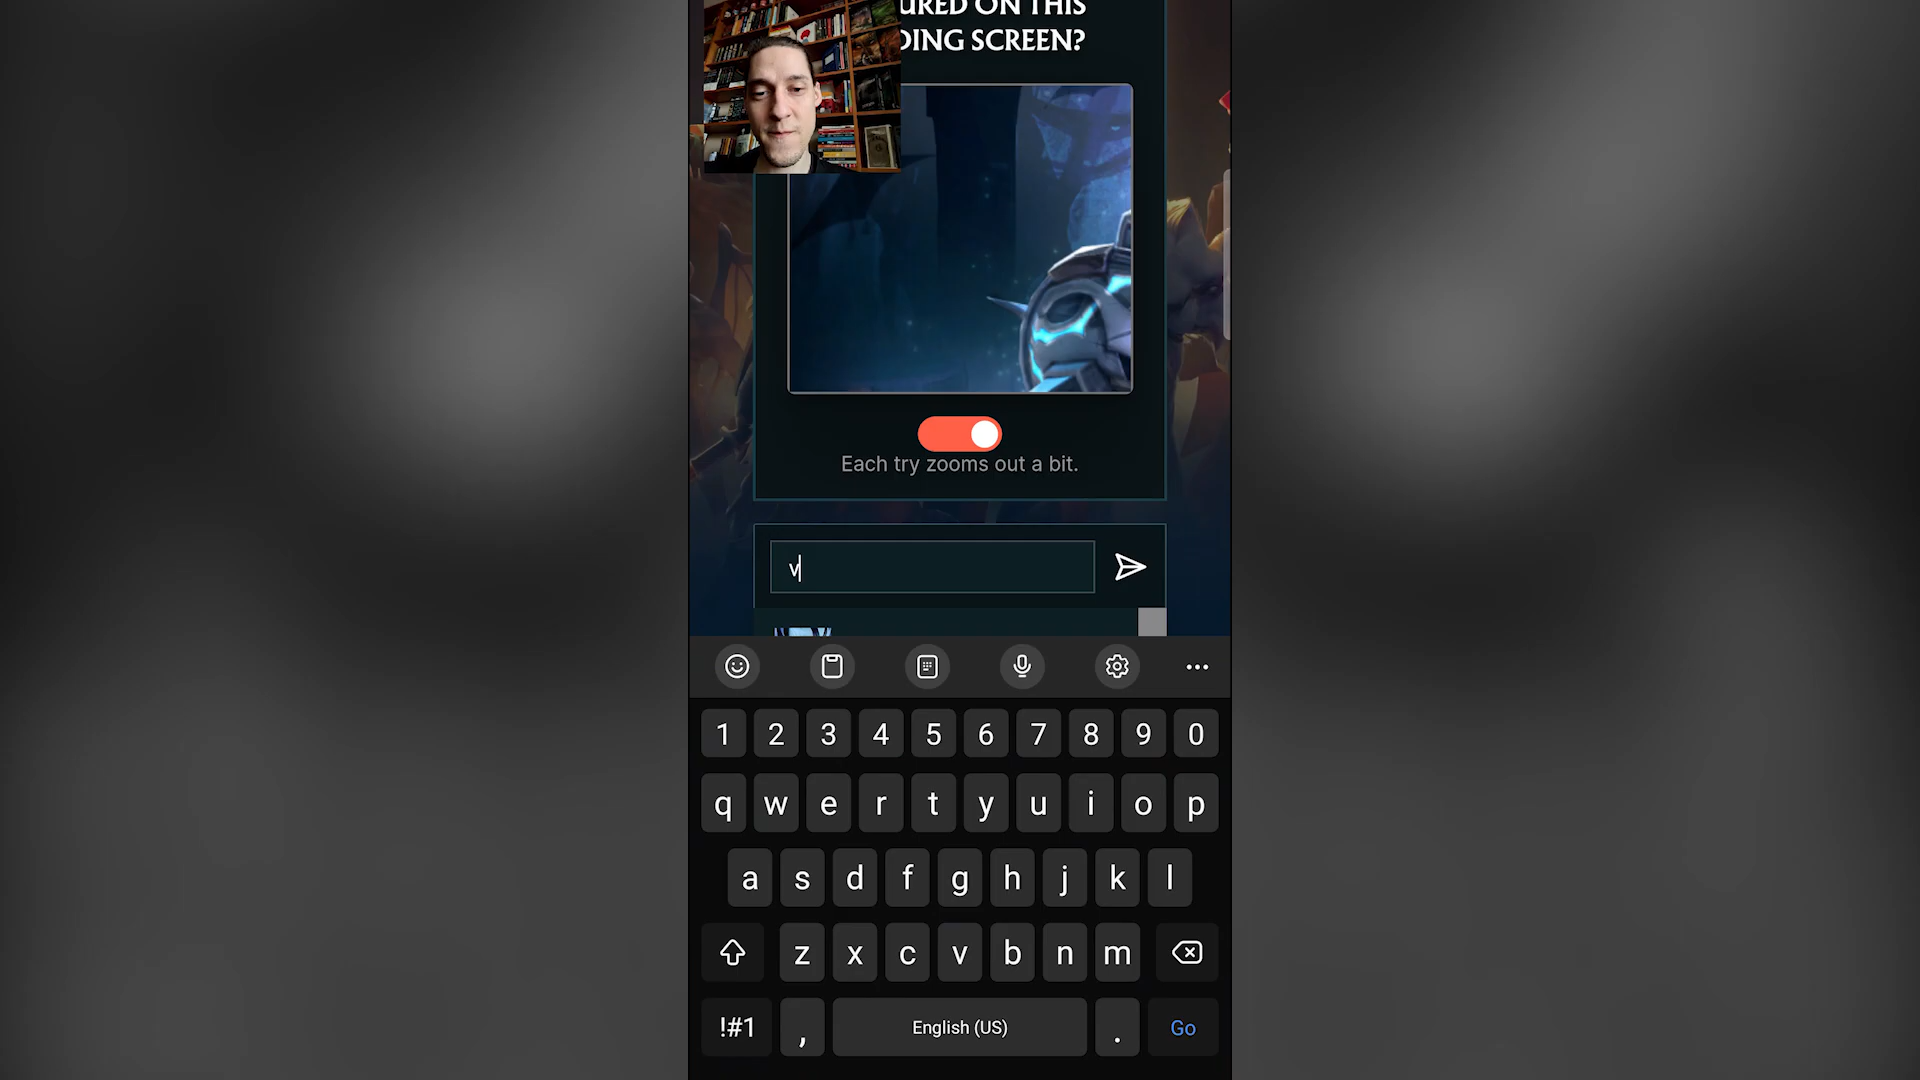 URED ON THIS
DING SCREEN?
Each try zooms out a bit.
v
1 2 3 4 5 6 7 8 9 0
q w e r t y u i o p
a s d f g h j k l
z x c v b n m
!#1 , English (US) . Go